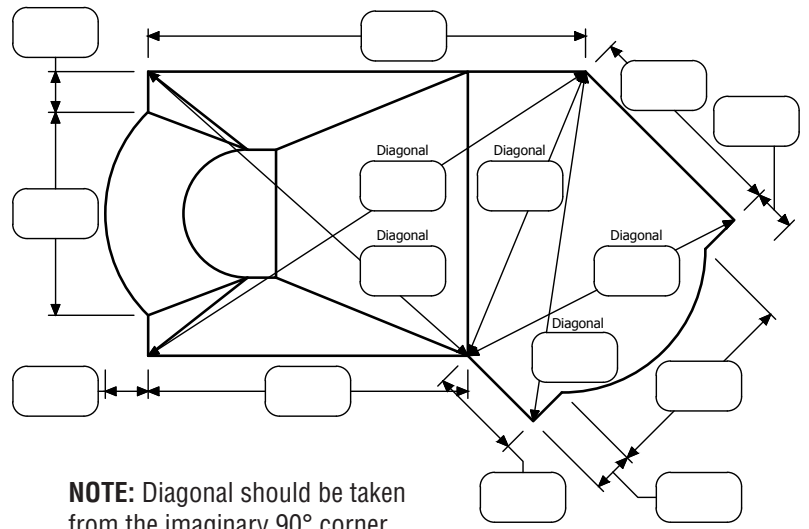 Diagonal
Diagonal
Diagonal
Diagonal
Diagonal
NOTE: Diagonal should be taken
from the imaginary 90° corner